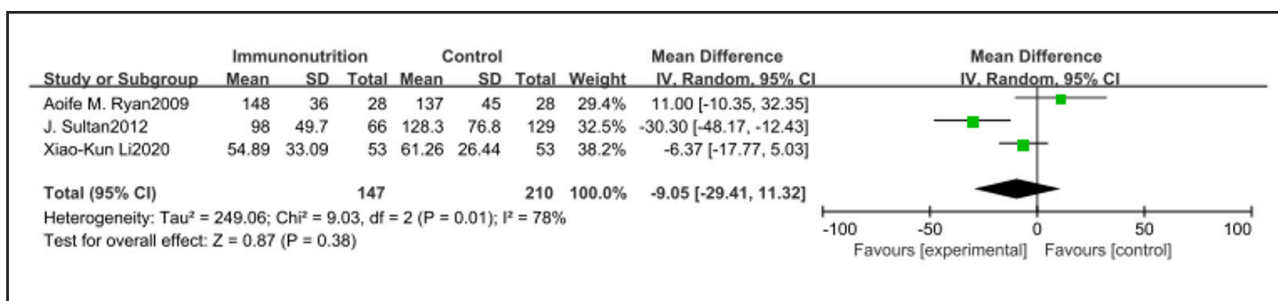 Immunonutrition Control Mean Difference Mean Difference
Study or Subgroup Mean SD Total Mean SD Total Weight IV, Random, 95% CI IV, Random, 95% CI
Aoife M. Ryan2009 148 36 28 137 45 28 29.4% 11.00 [-10.35, 32.35]
J. Sultan2012 98 49.7 66 128.3 76.8 129 32.5% -30.30 [-48.17, -12.43]
Xiao-Kun Li2020 54.89 33.09 53 61.26 26.44 53 38.2% -6.37 [-17.77, 5.03]
Total (95% CI) 147 210 100.0% -9.05 [-29.41, 11.32]
Heterogeneity: Tau² = 249.06; Chi² = 9.03, df = 2 (P = 0.01); I² = 78%
Test for overall effect: Z = 0.87 (P = 0.38)
-100 -50 0 50 100
Favours [experimental] Favours [control]